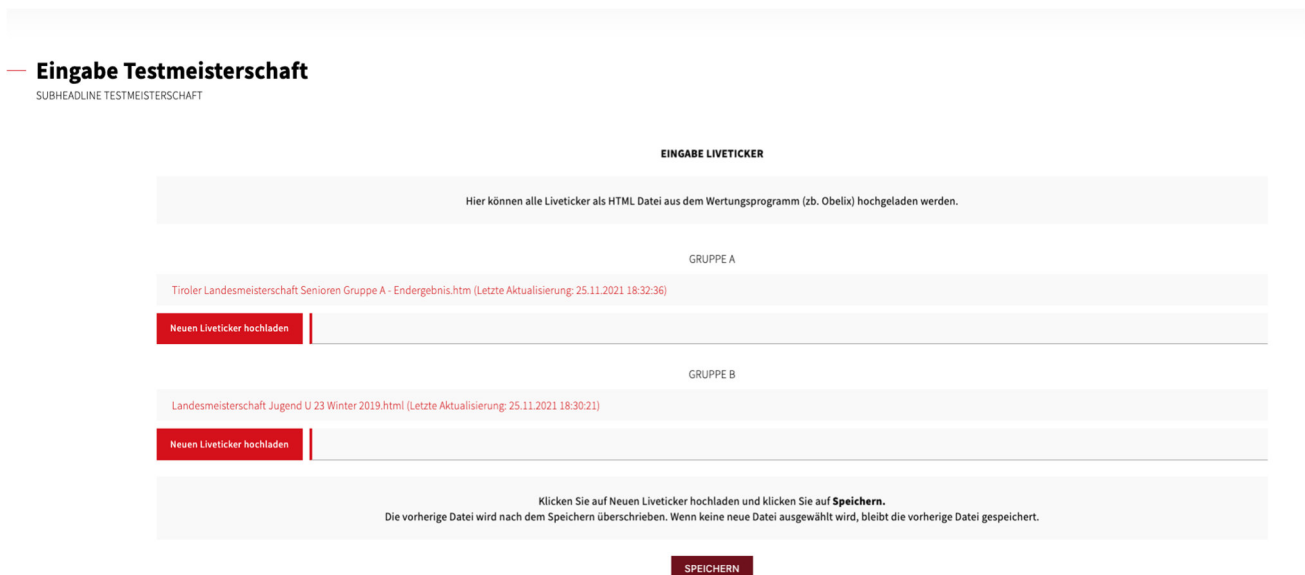 Eingabe Testmeisterschaft
SUBHEADLINE TESTMEISTERSCHAFT
EINGABE LIVETICKER
Hier können alle Liveticker als HTML Datei aus dem Wertungsprogramm (zb. Obelix) hochgeladen werden.
GRUPPE A
Tiroler Landesmeisterschaft Senioren Gruppe A - Endergebnis.htm (Letzte Aktualisierung: 25.11.2021 18:32:36)
Neuen Liveticker hochladen
GRUPPE B
Landesmeisterschaft Jugend U 23 Winter 2019.html (Letzte Aktualisierung: 25.11.2021 18:30:21)
Neuen Liveticker hochladen
Klicken Sie auf Neuen Liveticker hochladen und klicken Sie auf Speichern.
Die vorherige Datei wird nach dem Speichern überschrieben. Wenn keine neue Datei ausgewählt wird, bleibt die vorherige Datei gespeichert.
SPEICHERN